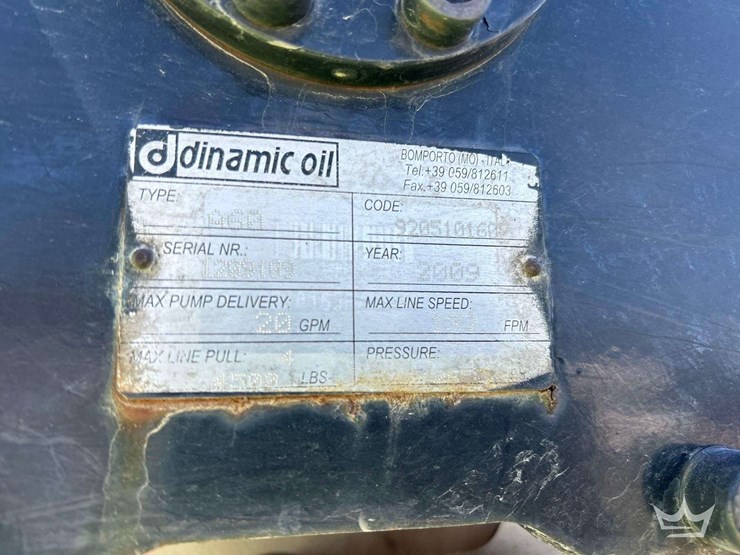 d dinamic oil
BOMPORTO (MO) - ITAL
Tel.+39 059/812611
Fax.+39 059/812603
TYPE:
CODE:
SERIAL NR.:
YEAR:
2009
MAX PUMP DELIVERY:
20 GPM
MAX LINE SPEED:
FPM
MAX LINE PULL:
LBS
PRESSURE: